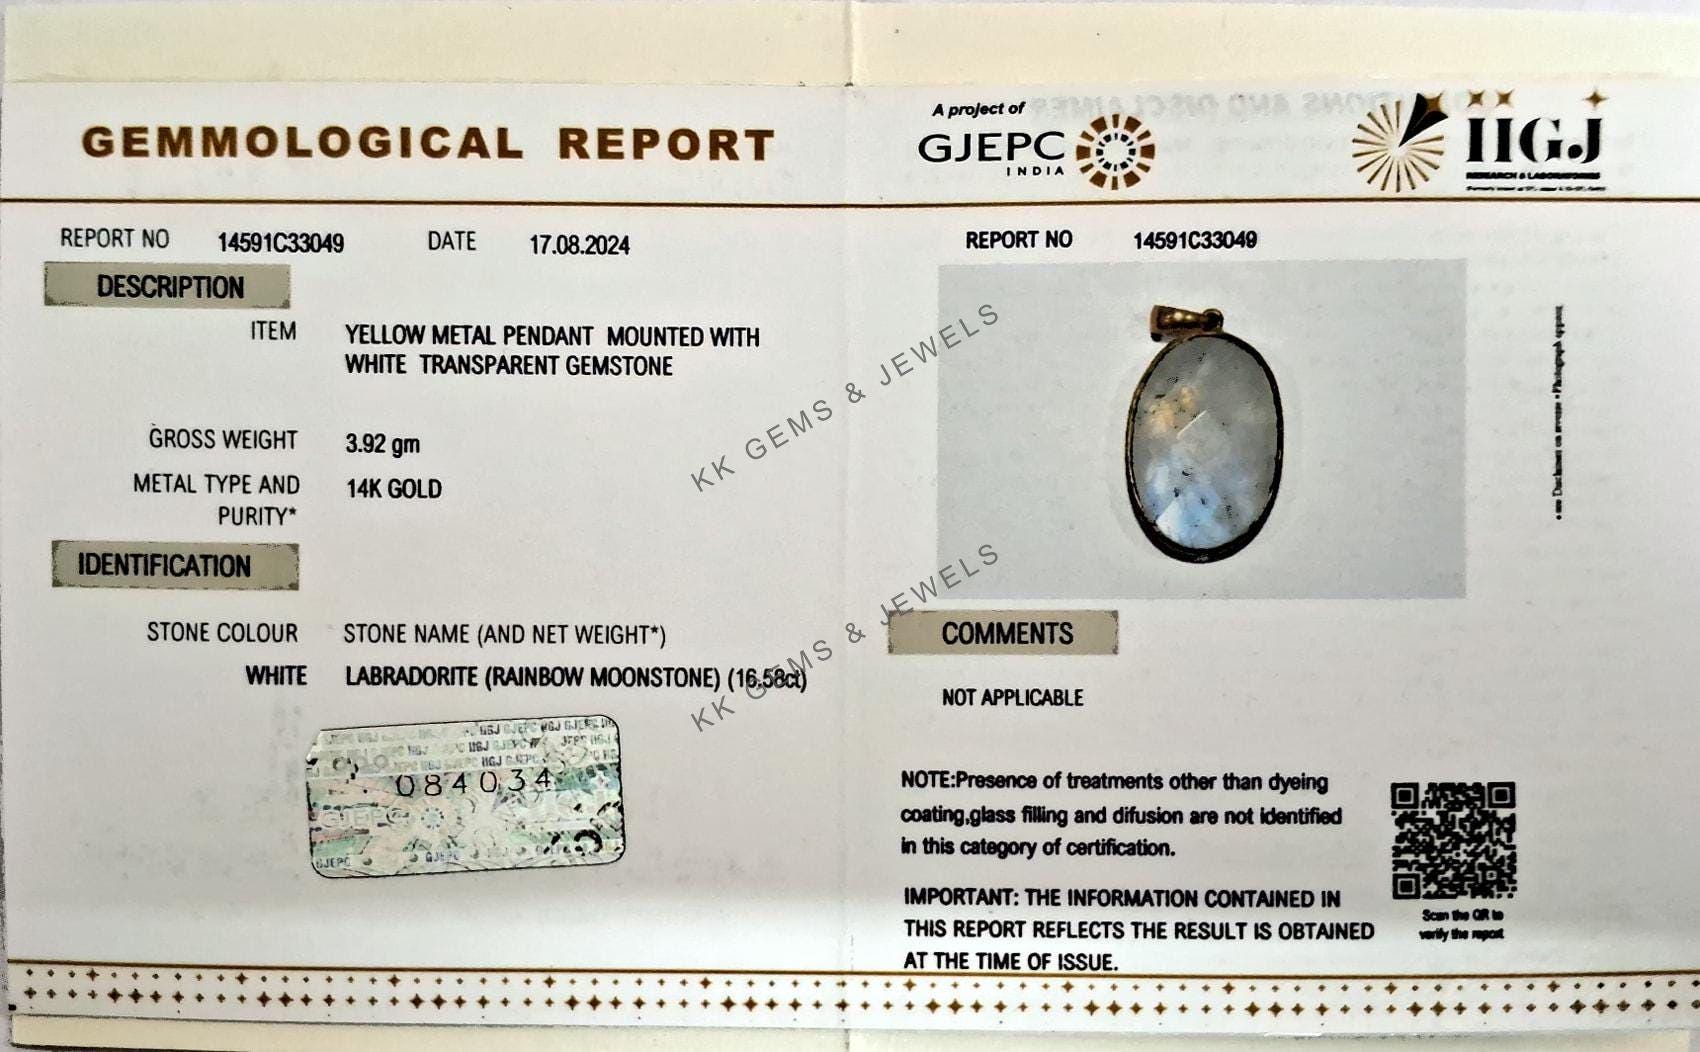 GEMMOLOGICAL REPORT
A project of
GJEPC
INDIA
IIGJ
RESEARCH & LABORATORIES
REPORT NO 14591C33049 DATE 17.08.2024
DESCRIPTION
ITEM YELLOW METAL PENDANT MOUNTED WITH
WHITE TRANSPARENT GEMSTONE
GROSS WEIGHT 3.92 gm
METAL TYPE AND 14K GOLD
PURITY*
IDENTIFICATION
STONE COLOUR STONE NAME (AND NET WEIGHT*)
WHITE LABRADORITE (RAINBOW MOONSTONE) (16.58ct)
084034
GJEPC
REPORT NO 14591C33049
KK GEMS & JEWELS
KK GEMS & JEWELS
COMMENTS
NOT APPLICABLE
NOTE:Presence of treatments other than dyeing
coating,glass filling and difusion are not identified
in this category of certification.
IMPORTANT: THE INFORMATION CONTAINED IN
THIS REPORT REFLECTS THE RESULT IS OBTAINED
AT THE TIME OF ISSUE.
Scan the QR to
verify the report